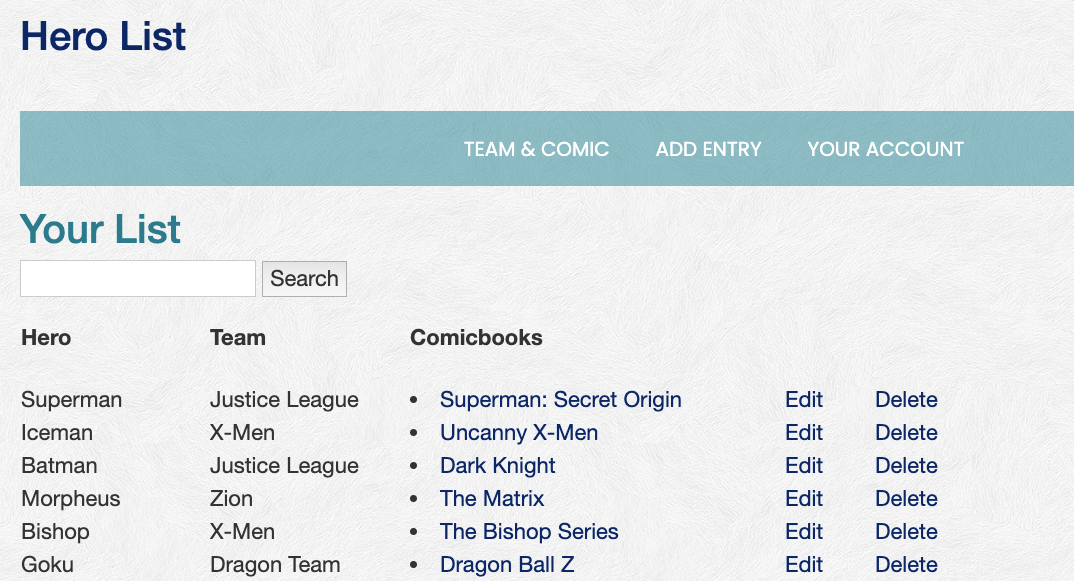 Hero List
TEAM & COMIC ADD ENTRY YOUR ACCOUNT
Your List
Search
Hero Team Comicbooks
Superman Justice League • Superman: Secret Origin Edit Delete
Iceman X-Men • Uncanny X-Men Edit Delete
Batman Justice League • Dark Knight Edit Delete
Morpheus Zion • The Matrix Edit Delete
Bishop X-Men • The Bishop Series Edit Delete
Goku Dragon Team • Dragon Ball Z Edit Delete